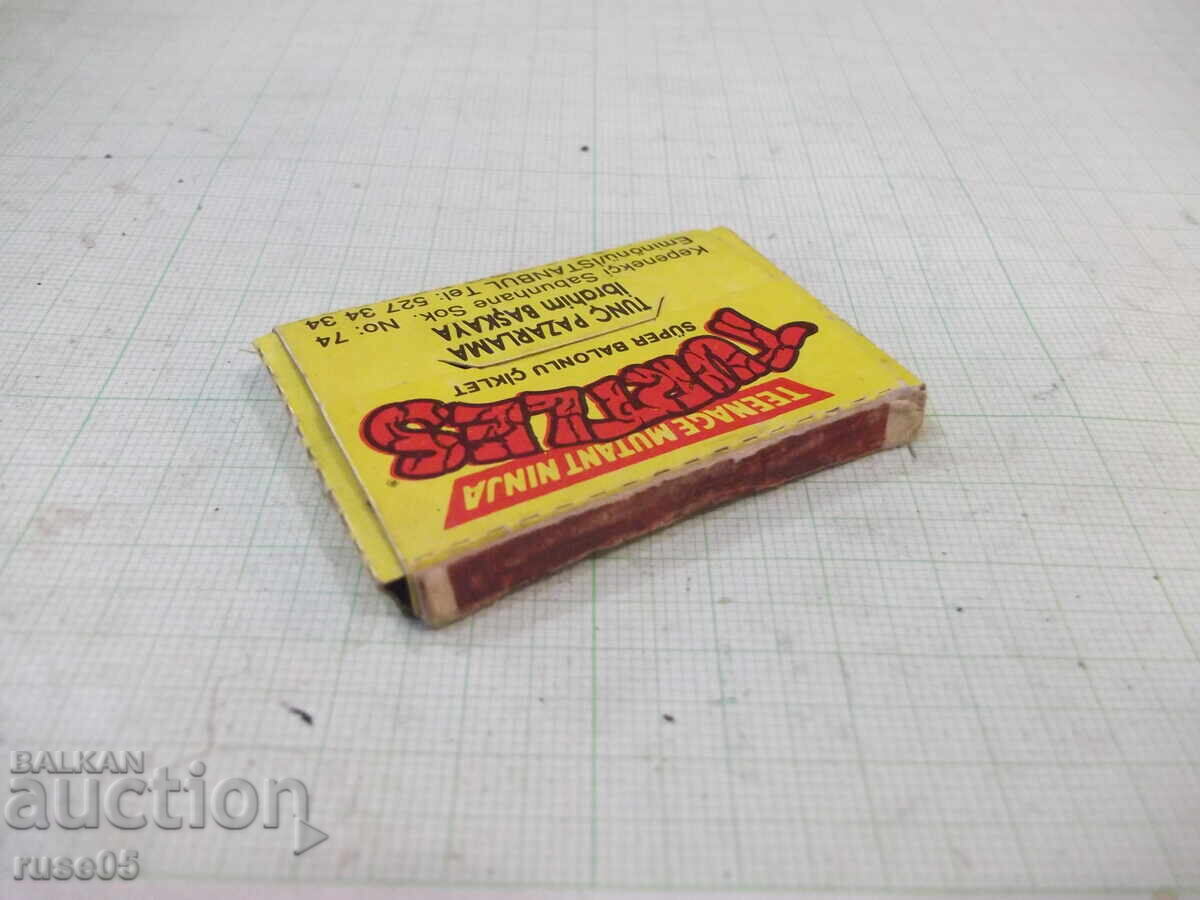 TEENAGE MUTANT NINJA
TURTLES
SÜPER BALONLU ÇİKLET
TUNÇ PAZARLAMA
İbrahim BAŞKAYA
Kepenekçi Sabunhane Sok. No: 74
Eminönü/İSTANBUL Tel: 527 34 34
BALKAN
auction
ruse05